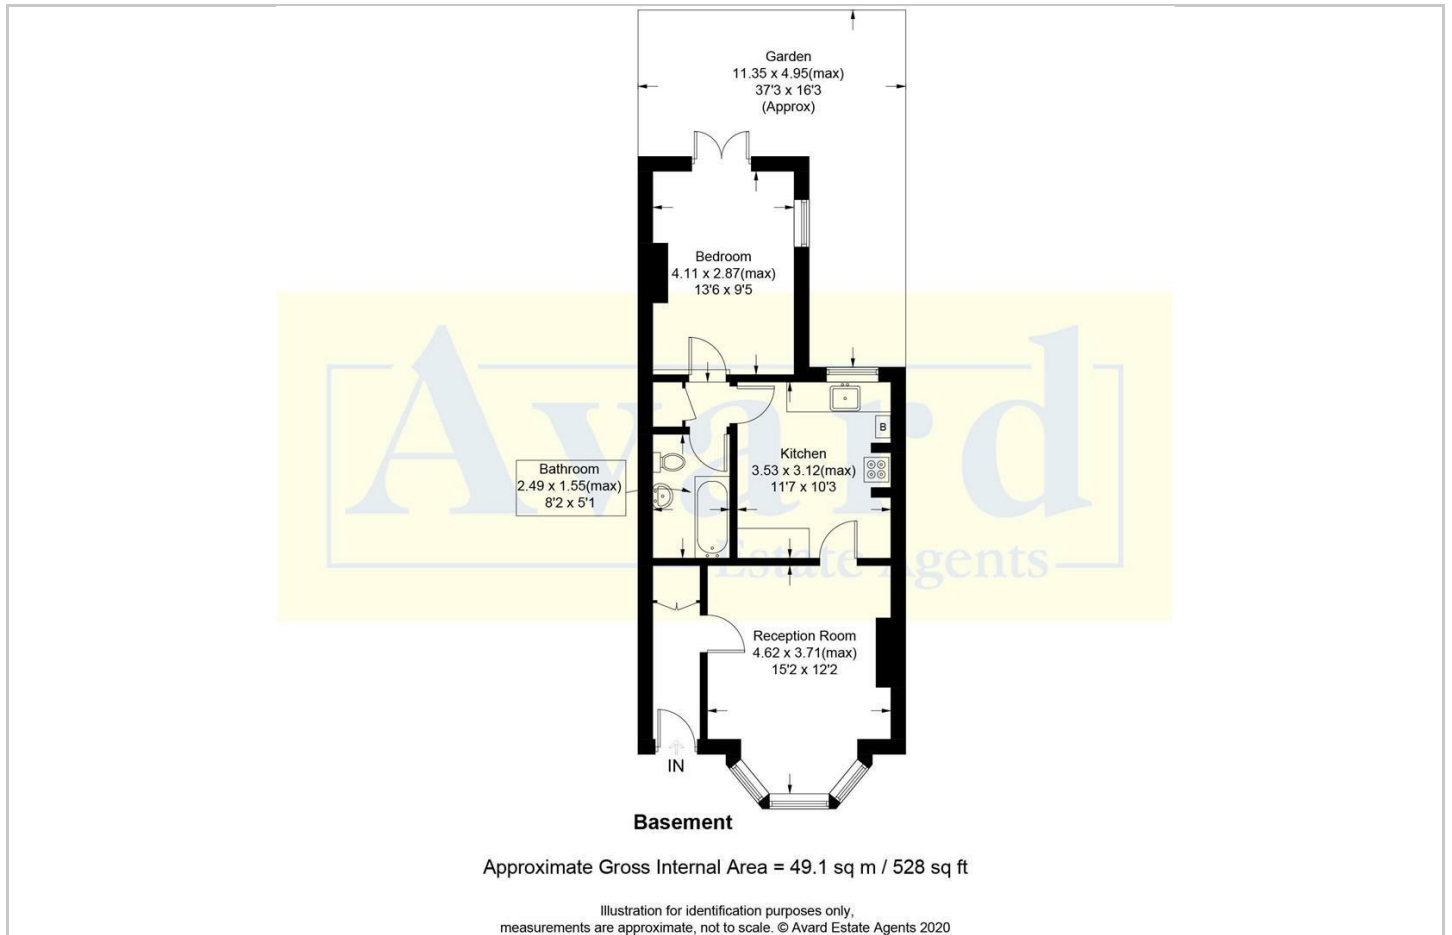 Garden
11.35 x 4.95(max)
37'3 x 16'3
(Approx)
Bedroom
4.11 x 2.87(max)
13'6 x 9'5
Avard
Estate Agents
Kitchen
3.53 x 3.12(max)
11'7 x 10'3
B
Bathroom
2.49 x 1.55(max)
8'2 x 5'1
Reception Room
4.62 x 3.71(max)
15'2 x 12'2
IN
Basement
Approximate Gross Internal Area = 49.1 sq m / 528 sq ft
Illustration for identification purposes only,
measurements are approximate, not to scale. © Avard Estate Agents 2020